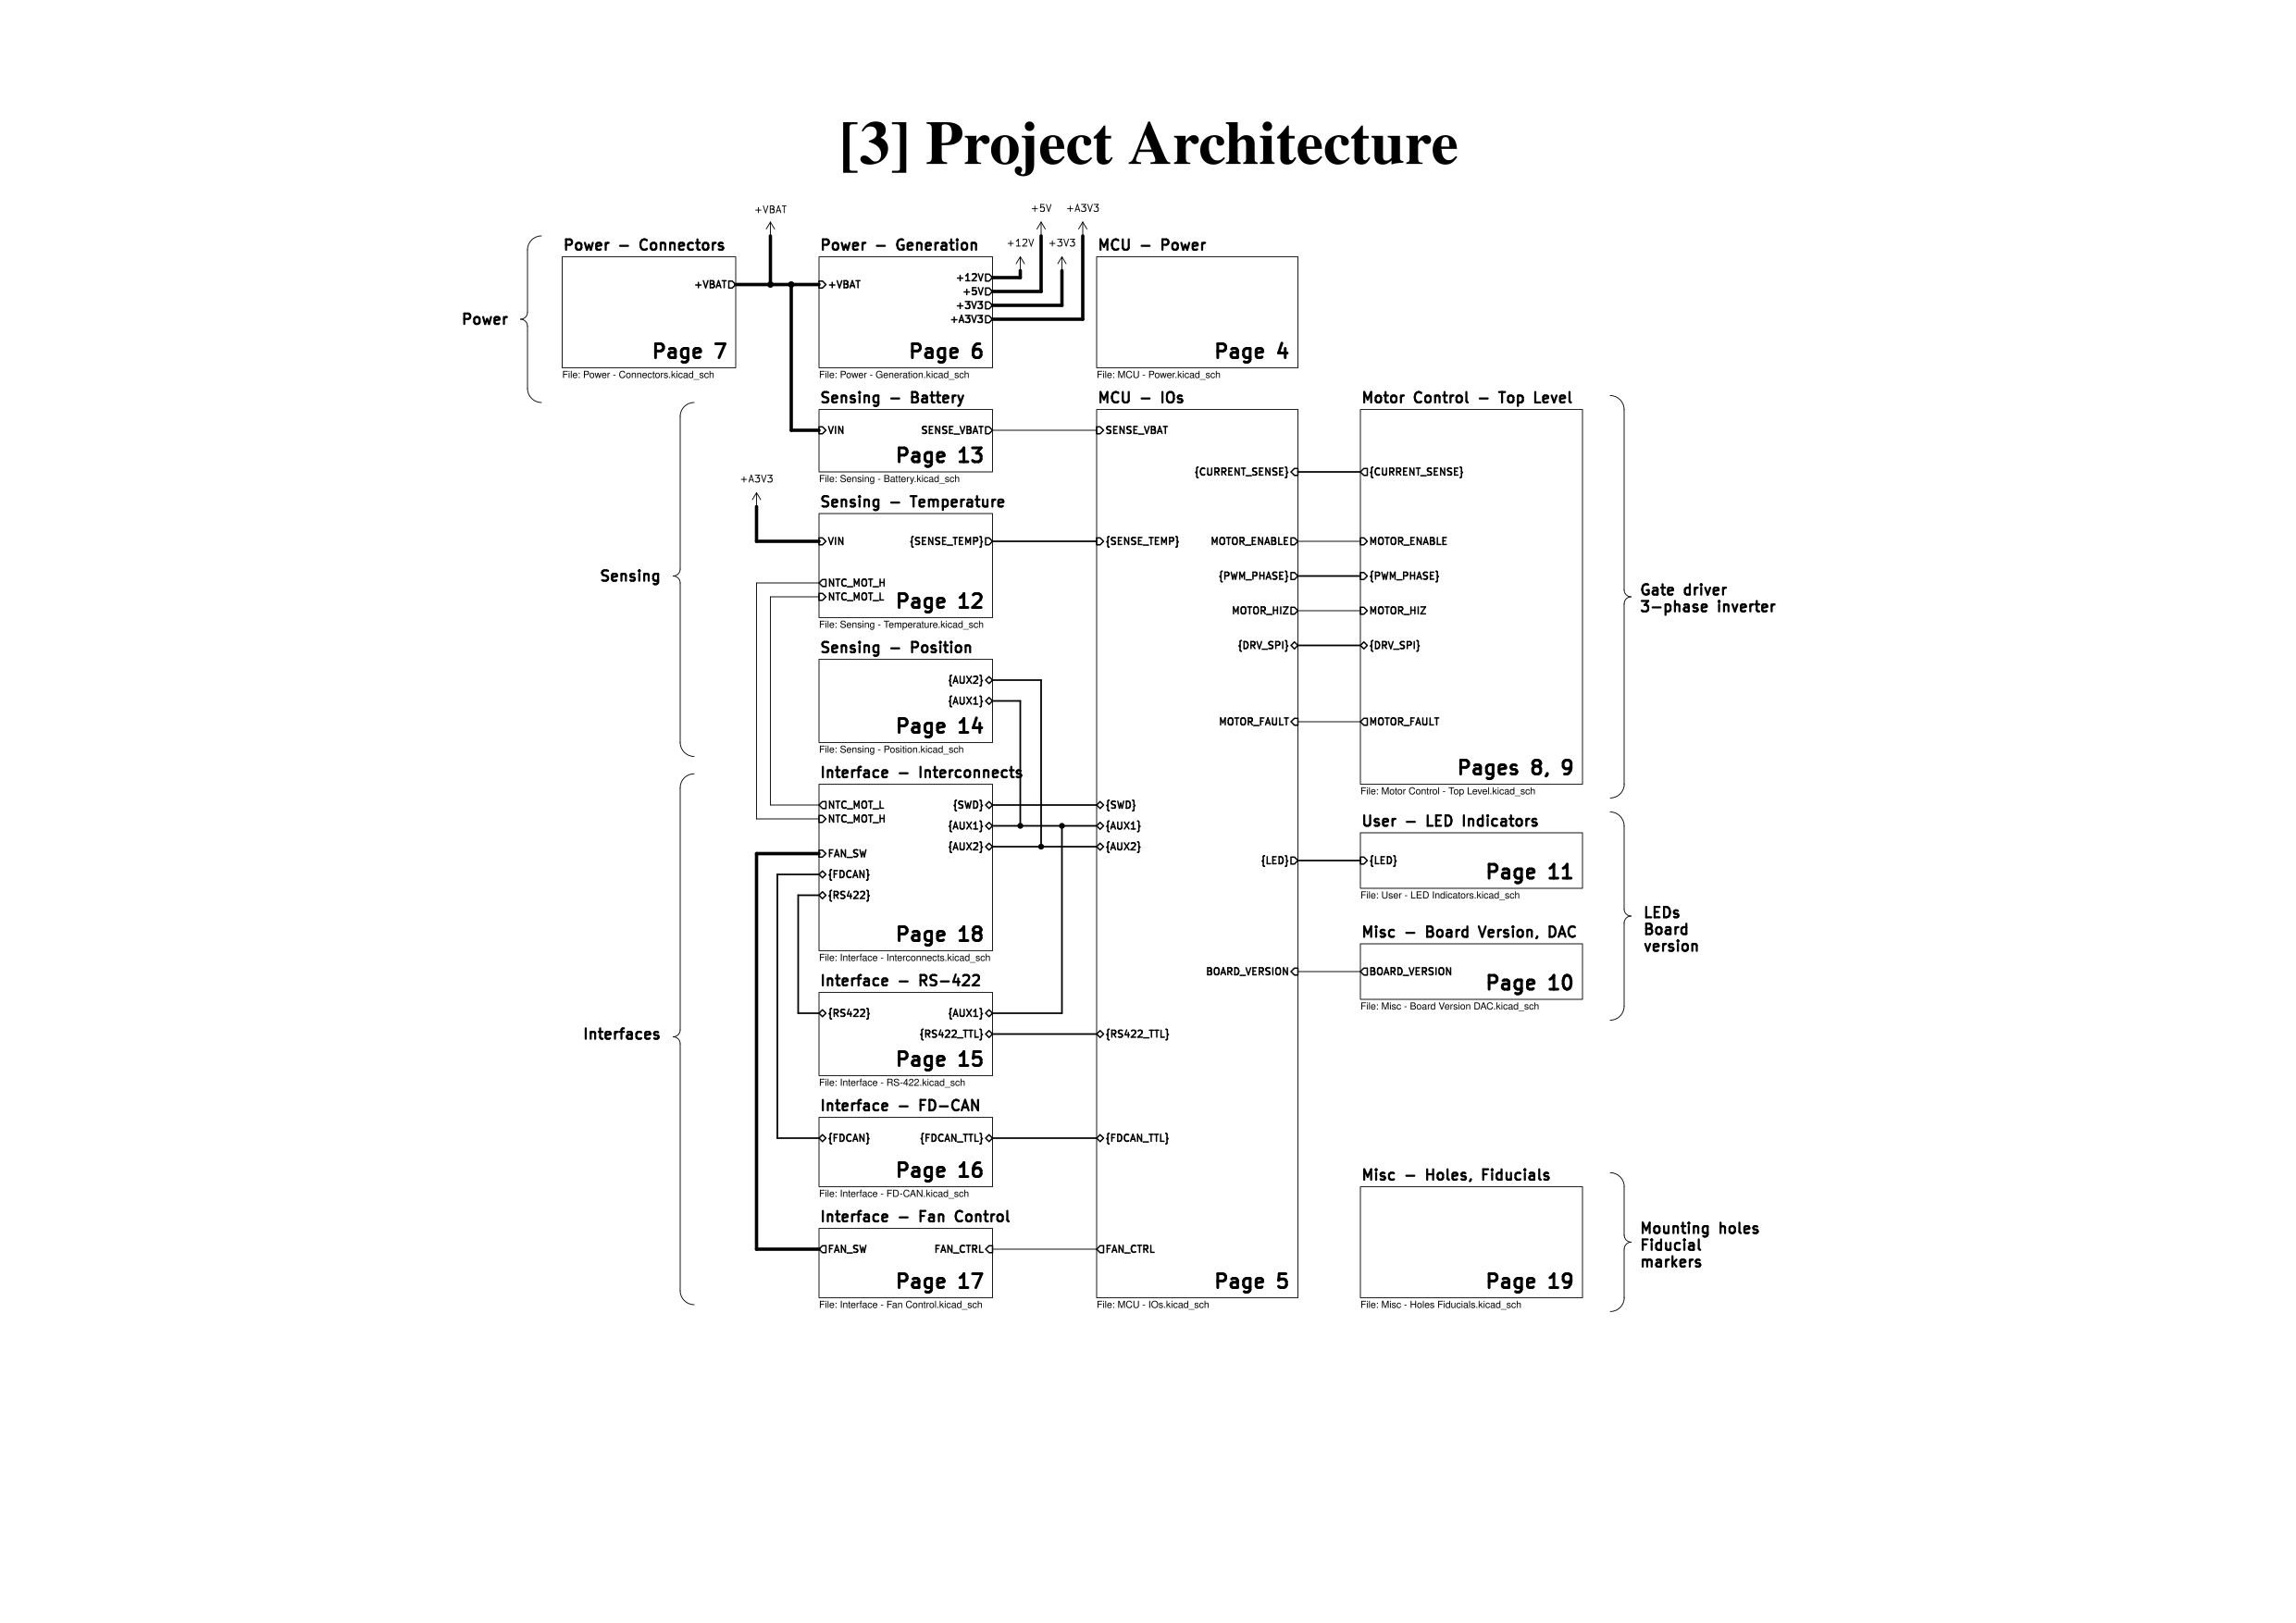 [3] Project Architecture
Power
+VBAT
Power - Connectors
+VBAT
Page 7
File: Power - Connectors.kicad_sch
+5V
+A3V3
+12V
+3V3
Power - Generation
+VBAT
+12V
+5V
+3V3
+A3V3
Page 6
File: Power - Generation.kicad_sch
MCU - Power
Page 4
File: MCU - Power.kicad_sch
Sensing
Sensing - Battery
VIN
SENSE_VBAT
Page 13
File: Sensing - Battery.kicad_sch
+A3V3
Sensing - Temperature
VIN
{SENSE_TEMP}
NTC_MOT_H
NTC_MOT_L
Page 12
File: Sensing - Temperature.kicad_sch
Sensing - Position
{AUX2}
{AUX1}
Page 14
File: Sensing - Position.kicad_sch
Interfaces
Interface - Interconnects
NTC_MOT_L
NTC_MOT_H
FAN_SW
{FDCAN}
{RS422}
{SWD}
{AUX1}
{AUX2}
Page 18
File: Interface - Interconnects.kicad_sch
Interface - RS-422
{RS422}
{AUX1}
{RS422_TTL}
Page 15
File: Interface - RS-422.kicad_sch
Interface - FD-CAN
{FDCAN}
{FDCAN_TTL}
Page 16
File: Interface - FD-CAN.kicad_sch
Interface - Fan Control
FAN_SW
FAN_CTRL
Page 17
File: Interface - Fan Control.kicad_sch
MCU - IOs
SENSE_VBAT
{CURRENT_SENSE}
{SENSE_TEMP}
MOTOR_ENABLE
{PWM_PHASE}
MOTOR_HIZ
{DRV_SPI}
MOTOR_FAULT
{SWD}
{AUX1}
{AUX2}
{LED}
BOARD_VERSION
{RS422_TTL}
{FDCAN_TTL}
FAN_CTRL
Page 5
File: MCU - IOs.kicad_sch
Motor Control - Top Level
{CURRENT_SENSE}
MOTOR_ENABLE
{PWM_PHASE}
MOTOR_HIZ
{DRV_SPI}
MOTOR_FAULT
Pages 8, 9
File: Motor Control - Top Level.kicad_sch
Gate driver
3-phase inverter
User - LED Indicators
{LED}
Page 11
File: User - LED Indicators.kicad_sch
Misc - Board Version, DAC
BOARD_VERSION
Page 10
File: Misc - Board Version DAC.kicad_sch
LEDs
Board
version
Misc - Holes, Fiducials
Page 19
File: Misc - Holes Fiducials.kicad_sch
Mounting holes
Fiducial
markers